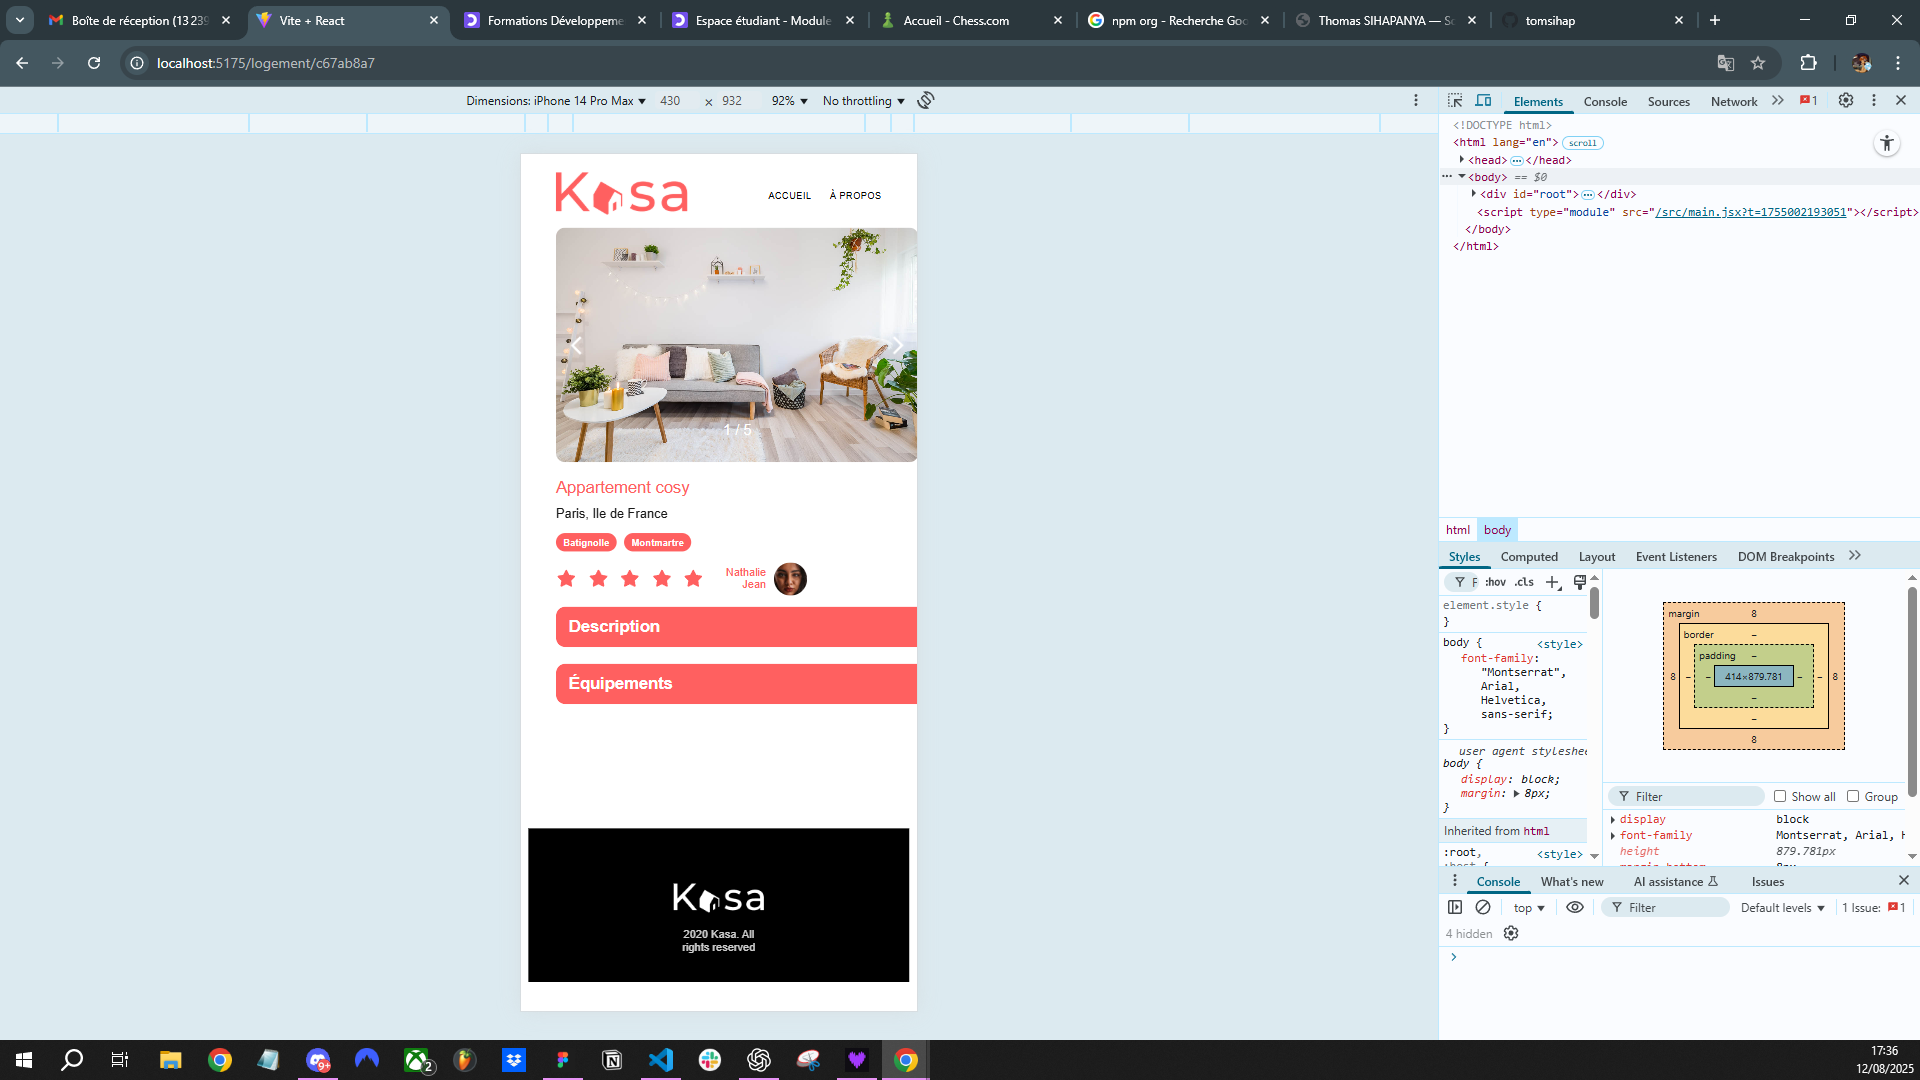 Boîte de réception (13 239
Vite + React
Formations Développeme
Espace étudiant - Module
Accueil - Chess.com
npm org - Recherche Goo
Thomas SIHAPANYA — Sc
tomsihap
localhost:5175/logement/c67ab8a7
Dimensions: iPhone 14 Pro Max ▼ 430 × 932 92% ▼ No throttling ▼
Kasa
ACCUEIL À PROPOS
1 / 5
Appartement cosy
Paris, Ile de France
Batignolle Montmartre
Nathalie
Jean
Description
Équipements
Kasa
2020 Kasa. All
rights reserved
Elements Console Sources Network 1
<!DOCTYPE html>
<html lang="en"> scroll
<head> </head>
<body> == $0
<div id="root"> </div>
<script type="module" src="/src/main.jsx?t=1755002193051"></script>
</body>
</html>
html body
Styles Computed Layout Event Listeners DOM Breakpoints
F :hov .cls
element.style {
}
body { <style>
font-family:
"Montserrat",
Arial,
Helvetica,
sans-serif;
}
user agent styleshee
body {
display: block;
margin: 8px;
}
Inherited from html
:root, <style>
margin 8
border –
padding –
8 – – 414×879.781 – – 8
–
–
8
Filter Show all Group
display block
font-family Montserrat, Arial, H
height 879.781px
Console What's new AI assistance Issues
top ▼ Filter Default levels ▼ 1 Issue: 1
4 hidden
>
9+
2
17:36
12/08/2025